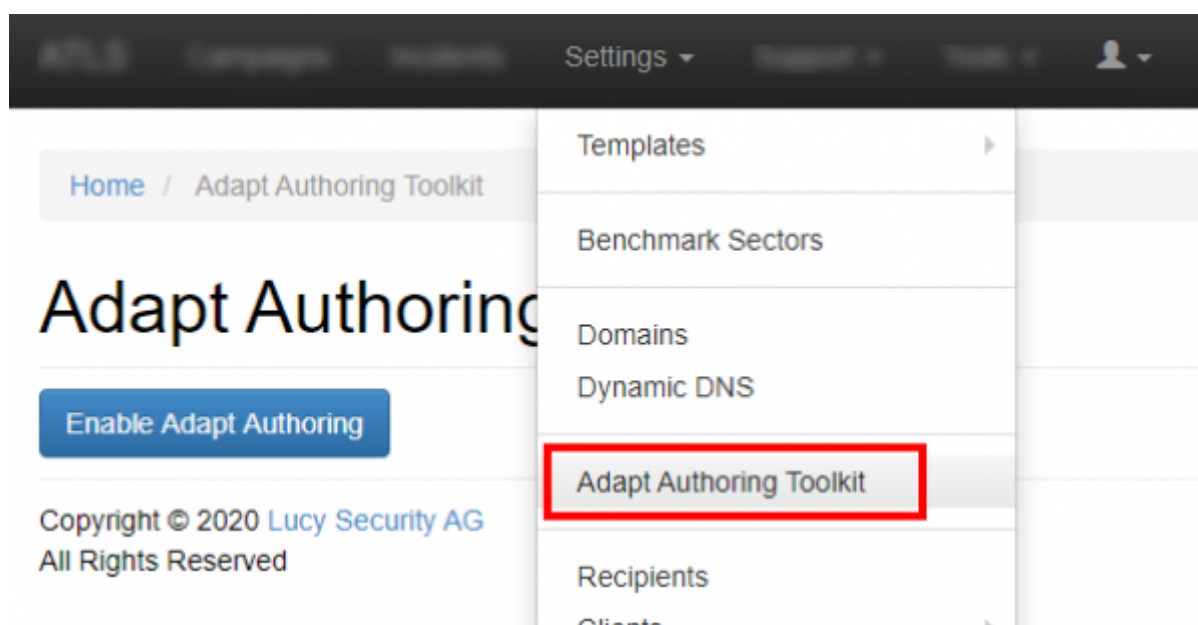 Settings
Templates
Home / Adapt Authoring Toolkit
Benchmark Sectors
Adapt Authoring
Domains
Dynamic DNS
Enable Adapt Authoring
Adapt Authoring Toolkit
Copyright © 2020 Lucy Security AG
All Rights Reserved
Recipients
Clients